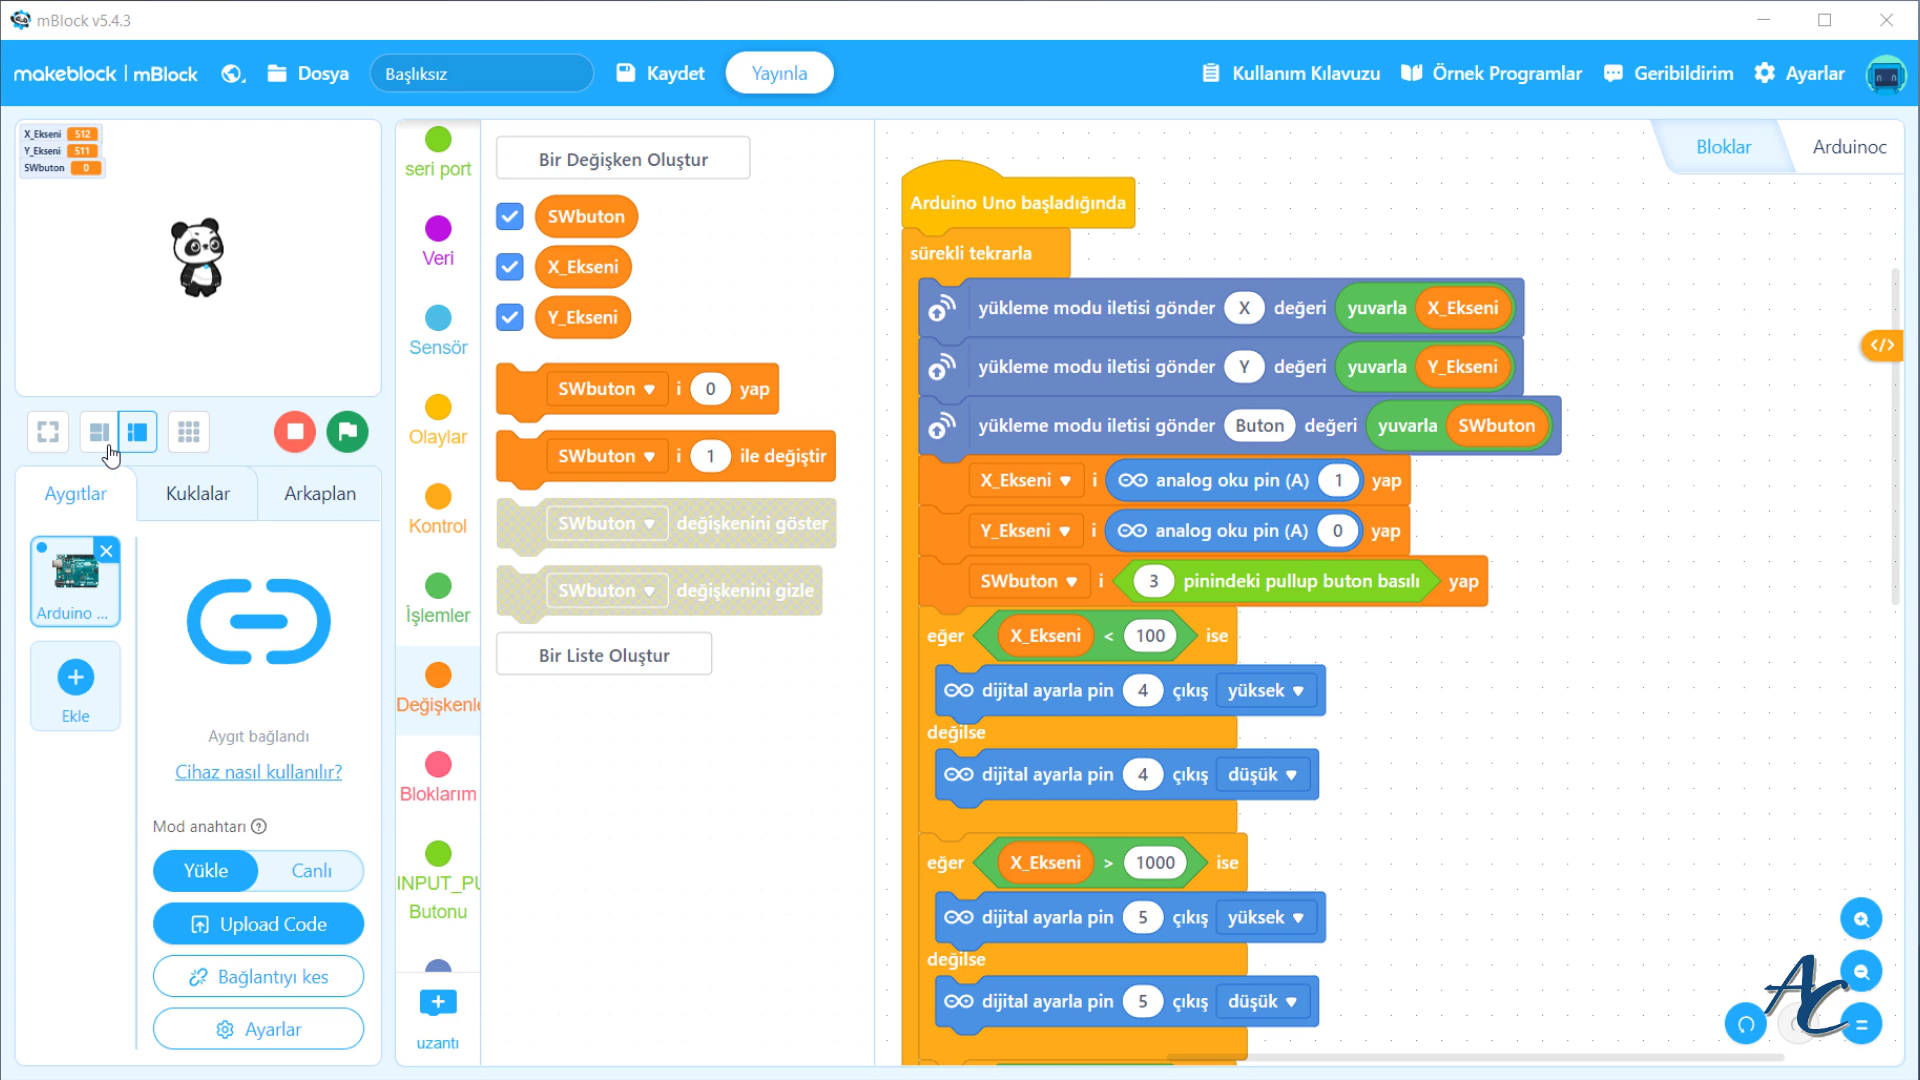 mBlock v5.4.3
makeblock | mBlock
Dosya
Başlıksız
Kaydet
Yayınla
Kullanım Kılavuzu
Örnek Programlar
Geribildirim
Ayarlar
X_Ekseni 512
Y_Ekseni 511
SWbuton 0
Aygıtlar
Kuklalar
Arkaplan
Arduino ...
Ekle
Aygıt bağlandı
Cihaz nasıl kullanılır?
Mod anahtarı ?
Yükle
Canlı
Upload Code
Bağlantıyı kes
Ayarlar
seri port
Veri
Sensör
Olaylar
Kontrol
İşlemler
Değişkenle
Bloklarım
INPUT_PU
Butonu
uzantı
Bir Değişken Oluştur
SWbuton
X_Ekseni
Y_Ekseni
SWbuton i 0 yap
SWbuton i 1 ile değiştir
SWbuton değişkenini göster
SWbuton değişkenini gizle
Bir Liste Oluştur
Bloklar
Arduinoc
Arduino Uno başladığında
sürekli tekrarla
yükleme modu iletisi gönder X değeri yuvarla X_Ekseni
yükleme modu iletisi gönder Y değeri yuvarla Y_Ekseni
yükleme modu iletisi gönder Buton değeri yuvarla SWbuton
X_Ekseni i analog oku pin (A) 1 yap
Y_Ekseni i analog oku pin (A) 0 yap
SWbuton i 3 pinindeki pullup buton basılı yap
eğer X_Ekseni < 100 ise
dijital ayarla pin 4 çıkış yüksek
değilse
dijital ayarla pin 4 çıkış düşük
eğer X_Ekseni > 1000 ise
dijital ayarla pin 5 çıkış yüksek
değilse
dijital ayarla pin 5 çıkış düşük
</>
AC